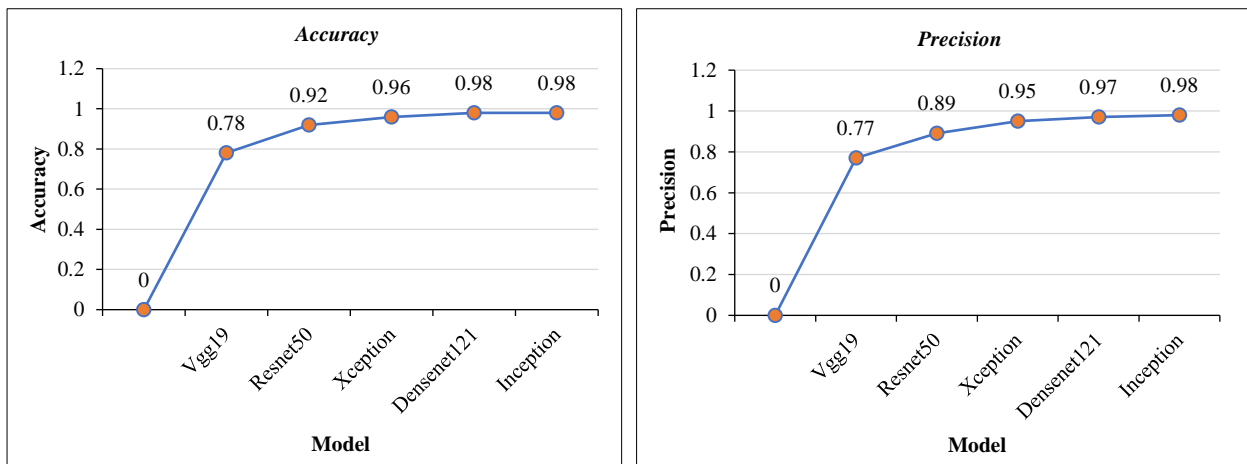 Accuracy
1.2
1
0.8
0.6
0.4
0.2
0
Accuracy
0
0.78
0.92
0.96
0.98
0.98
Vgg19
Resnet50
Xception
Densenet121
Inception
Model
Precision
1.2
1
0.8
0.6
0.4
0.2
0
Precision
0
0.77
0.89
0.95
0.97
0.98
Vgg19
Resnet50
Xception
Densenet121
Inception
Model